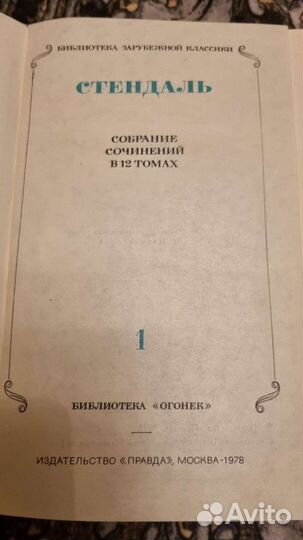 БИБЛИОТЕКА ЗАРУБЕЖНОЙ КЛАССИКИ
СТЕНДАЛЬ
СОБРАНИЕ
СОЧИНЕНИЙ
В 12 ТОМАХ
1
БИБЛИОТЕКА «ОГОНЕК»
ИЗДАТЕЛЬСТВО «ПРАВДА», МОСКВА-1978
Avito